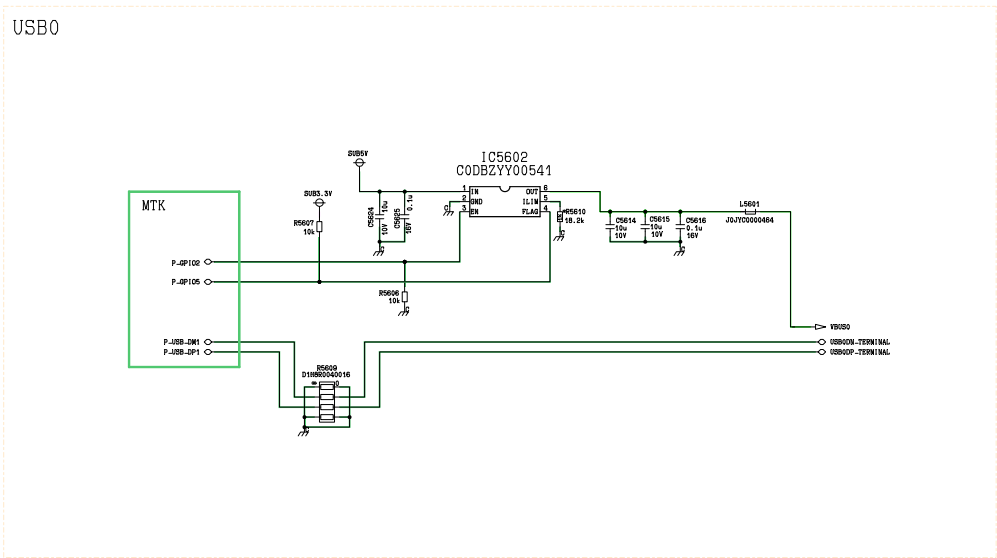 USB0
IC5602
C0DBZYY00541
SUB5V
MTK
SUB3.3V
R5607
10k
C5624
10u
10V
C5625
0.1u
16V
1 IN
2 GND
3 EN
OUT 6
ILIM 5
FLAG 4
*R5610
18.2k
C5614
10u
10V
C5615
10u
10V
C5616
0.1u
16V
L5601
J0JYC0000464
P-GPIO2
P-GPIO5
R5606
10k
VBUS0
P-USB-DM1
P-USB-DP1
USB0DN-TERMINAL
USB0DP-TERMINAL
R5609
D1H8R0040016
0